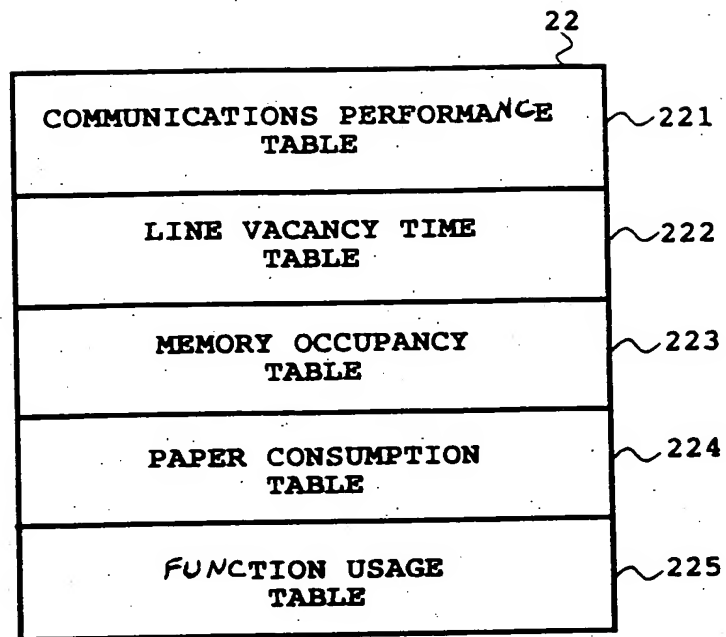 22
COMMUNICATIONS PERFORMANCE
TABLE
221
LINE VACANCY TIME
TABLE
222
MEMORY OCCUPANCY
TABLE
223
PAPER CONSUMPTION
TABLE
224
FUNCTION USAGE
TABLE
225